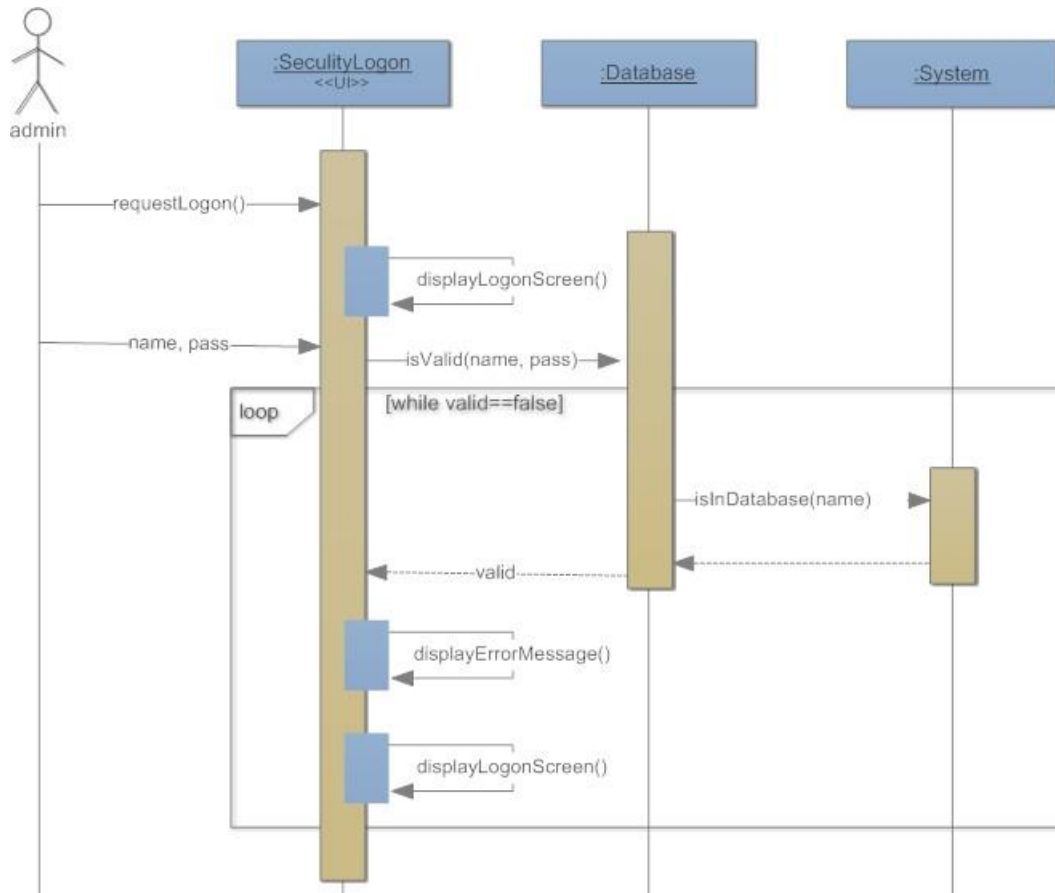 :SeculityLogon
<<UI>>
:Database
:System
admin
requestLogon()
displayLogonScreen()
name, pass
isValid(name, pass)
loop
[while valid==false]
isInDatabase(name)
valid
displayErrorMessage()
displayLogonScreen()